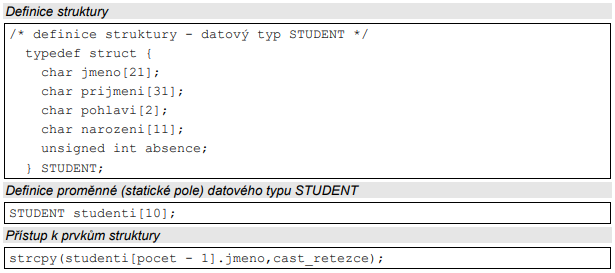 Definice struktury
/* definice struktury - datový typ STUDENT */
typedef struct {
char jmeno[21];
char prijmeni[31];
char pohlavi[2];
char narozeni[11];
unsigned int absence;
} STUDENT;
Definice proměnné (statické pole) datového typu STUDENT
STUDENT studenti[10];
Přístup k prvkům struktury
strcpy(studenti[pocet - 1].jmeno,cast_retezce);